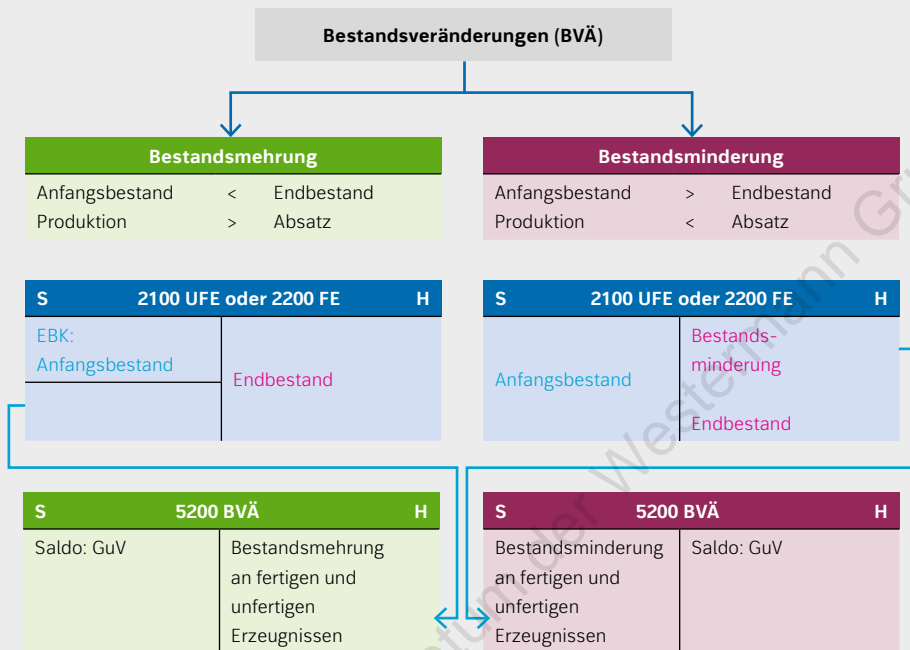 Bestandsveränderungen (BVÄ)
Bestandsmehrung
Anfangsbestand < Endbestand
Produktion > Absatz
Bestandsminderung
Anfangsbestand > Endbestand
Produktion < Absatz
S 2100 UFE oder 2200 FE H
EBK:
Anfangsbestand
Endbestand
S 2100 UFE oder 2200 FE H
Anfangsbestand
Bestands-
minderung
Endbestand
S 5200 BVÄ H
Saldo: GuV
Bestandsmehrung
an fertigen und
unfertigen
Erzeugnissen
S 5200 BVÄ H
Bestandsminderung
an fertigen und
unfertigen
Erzeugnissen
Saldo: GuV
der Westermann